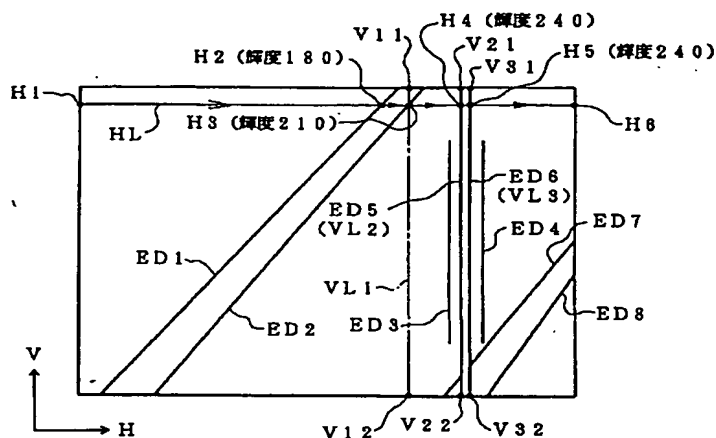 H4 (輝度240)
V11
V21
H2 (輝度180)
H5 (輝度240)
V31
H1
HL
H3 (輝度210)
H6
ED5
(VL2)
ED6
(VL3)
ED7
ED4
ED1
VL1
ED2
ED3
ED8
V
H
V12
V22
V32